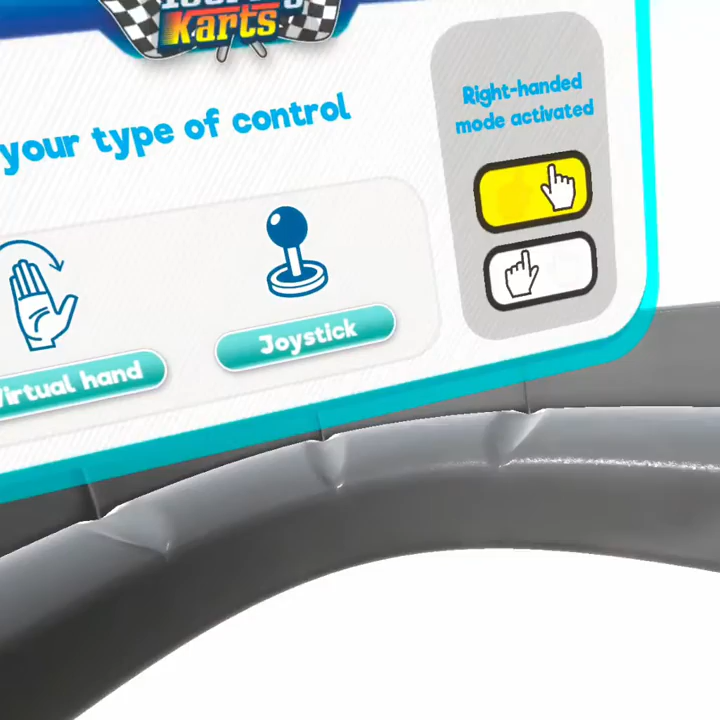 Karts
your type of control
Right-handed
mode activated
Virtual hand
Joystick